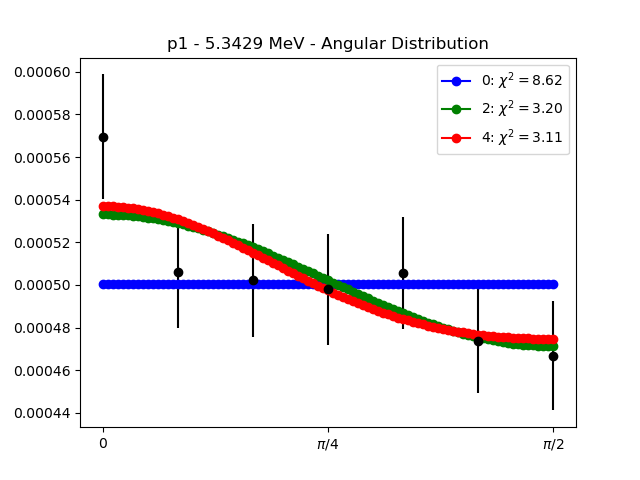 p1 - 5.3429 MeV - Angular Distribution
0.00060
0.00058
0.00056
0.00054
0.00052
0.00050
0.00048
0.00046
0.00044
0: χ² = 8.62
2: χ² = 3.20
4: χ² = 3.11
0 π/4 π/2